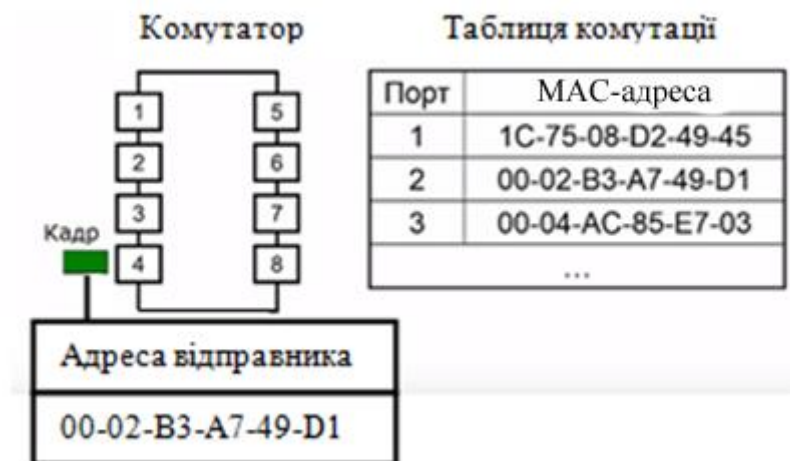 Комутатор
Таблиця комутації
1
2
3
4
5
6
7
8
Кадр
Порт MAC-адреса
1 1C-75-08-D2-49-45
2 00-02-B3-A7-49-D1
3 00-04-AC-85-E7-03
...
Адреса відправника
00-02-B3-A7-49-D1